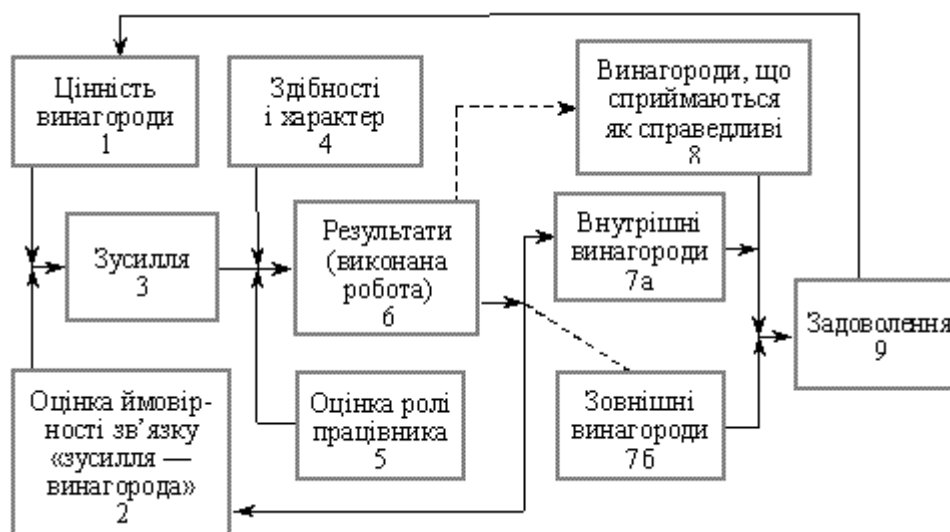 Цінність
винагороди
1
Здібності
і характер
4
Винагороди, що
сприймаються
як справедливі
8
Зусилля
3
Результати
(виконана
робота)
6
Внутрішні
винагороди
7а
Задоволення
9
Оцінка ймовір-
ності зв’язку
«зусилля —
винагорода»
2
Оцінка ролі
працівника
5
Зовнішні
винагороди
7б